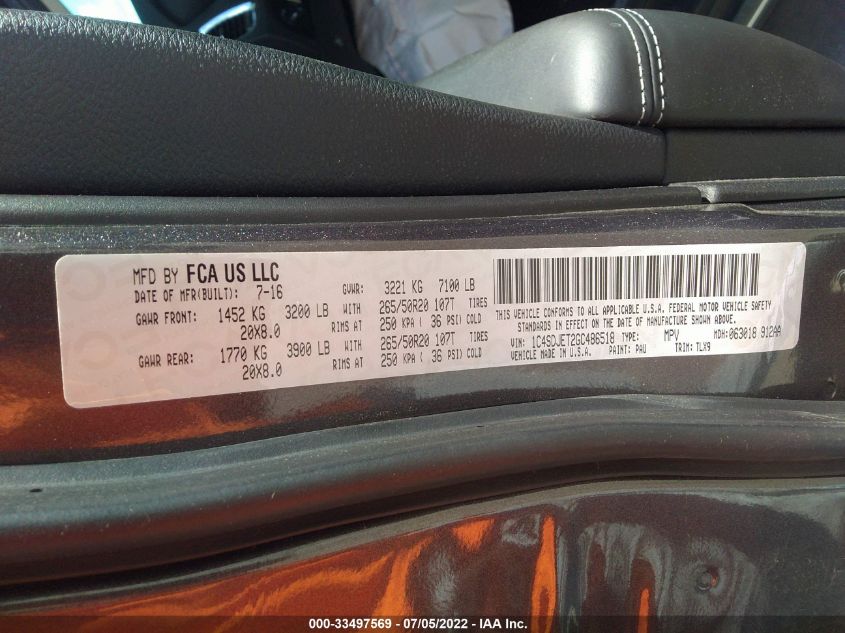 MFD BY FCA US LLC
DATE OF MFR(BUILT): 7-16 GVWR: 3221 KG 7100 LB
GAWR FRONT: 1452 KG 3200 LB WITH 265/50R20 107T TIRES
20X8.0 RIMS AT 250 KPA ( 36 PSI) COLD
GAWR REAR: 1770 KG 3900 LB WITH 265/50R20 107T TIRES
20X8.0 RIMS AT 250 KPA ( 36 PSI) COLD
THIS VEHICLE CONFORMS TO ALL APPLICABLE U.S.A. FEDERAL MOTOR VEHICLE SAFETY
STANDARDS IN EFFECT ON THE DATE OF MANUFACTURE SHOWN ABOVE.
VIN: 1C4SDJET2GC486518 TYPE: MPV MDH: 063018 912AA
VEHICLE MADE IN U.S.A. PAINT: PAU TRIM: TLX9
000-33497569 - 07/05/2022 - IAA Inc.